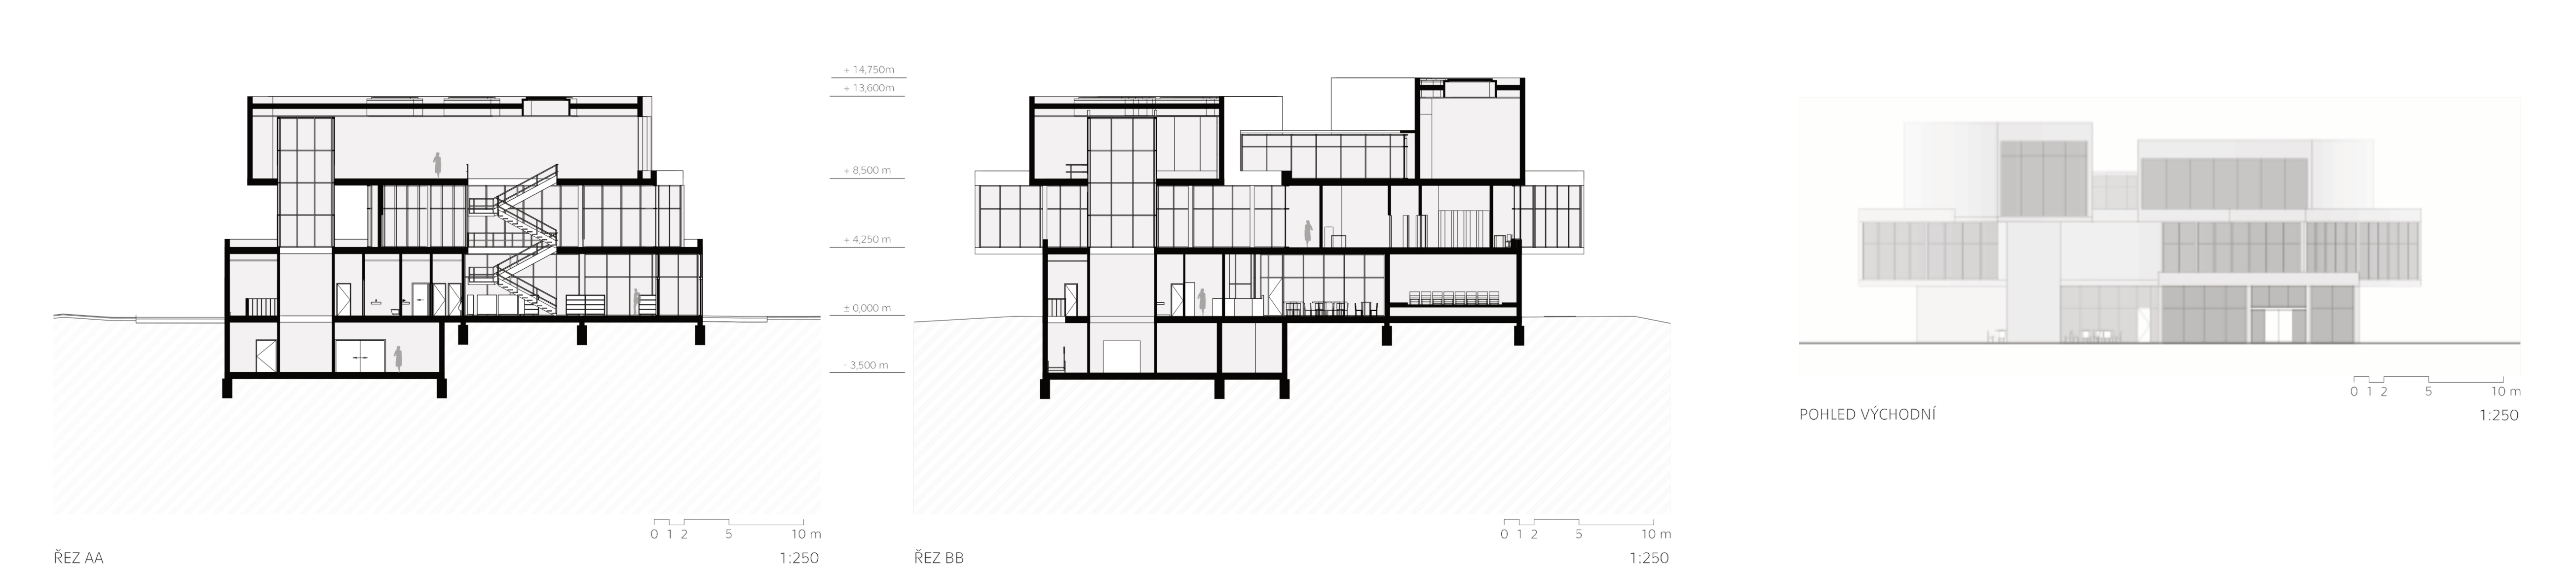 + 14,750m
+ 13,600m
+ 8,500 m
+ 4,250 m
± 0,000 m
- 3,500 m
0 1 2 5 10 m
ŘEZ AA 1:250
0 1 2 5 10 m
ŘEZ BB 1:250
0 1 2 5 10 m
POHLED VÝCHODNÍ 1:250